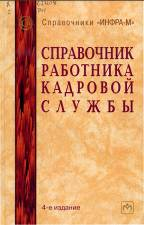 Справочники «ИНФРА-М»
СПРАВОЧНИК
РАБОТНИКА
КАДРОВОЙ
СЛУЖБЫ
4-е издание